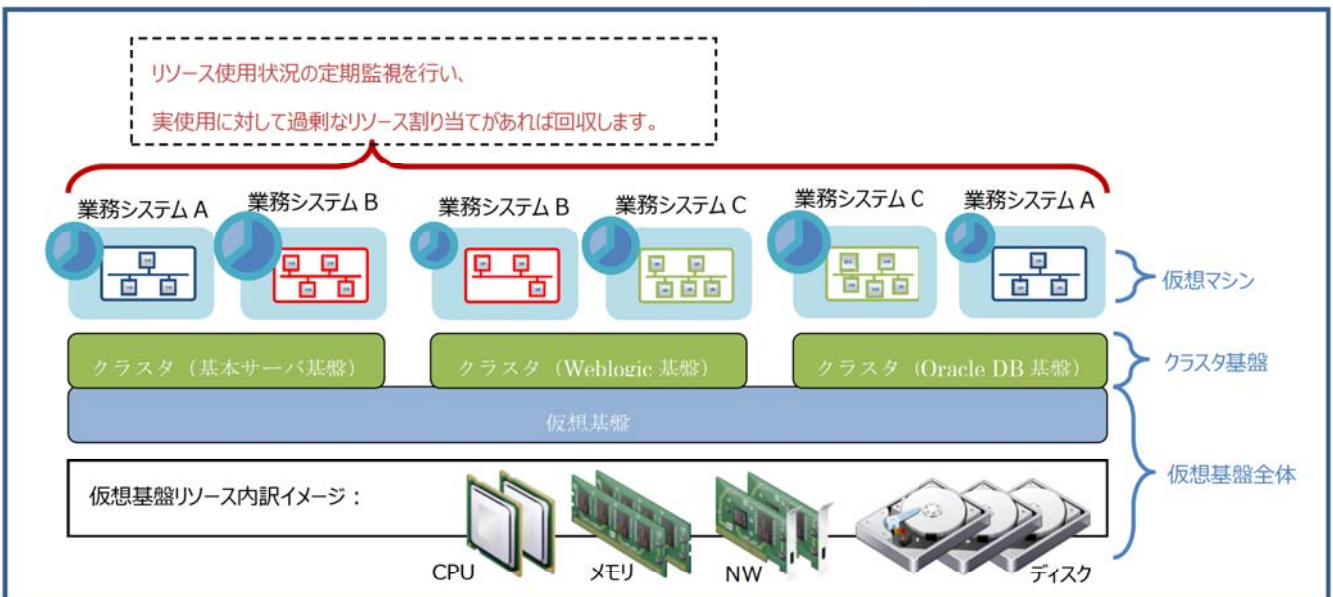 リソース使用状況の定期監視を行い、
実使用に対して過剰なリソース割り当てがあれば回収します。
業務システム A
業務システム B
業務システム B
業務システム C
業務システム C
業務システム A
仮想マシン
クラスタ（基本サーバ基盤）
クラスタ（Weblogic 基盤）
クラスタ（Oracle DB 基盤）
クラスタ基盤
仮想基盤
仮想基盤全体
仮想基盤リソース内訳イメージ：
CPU
メモリ
NW
ディスク